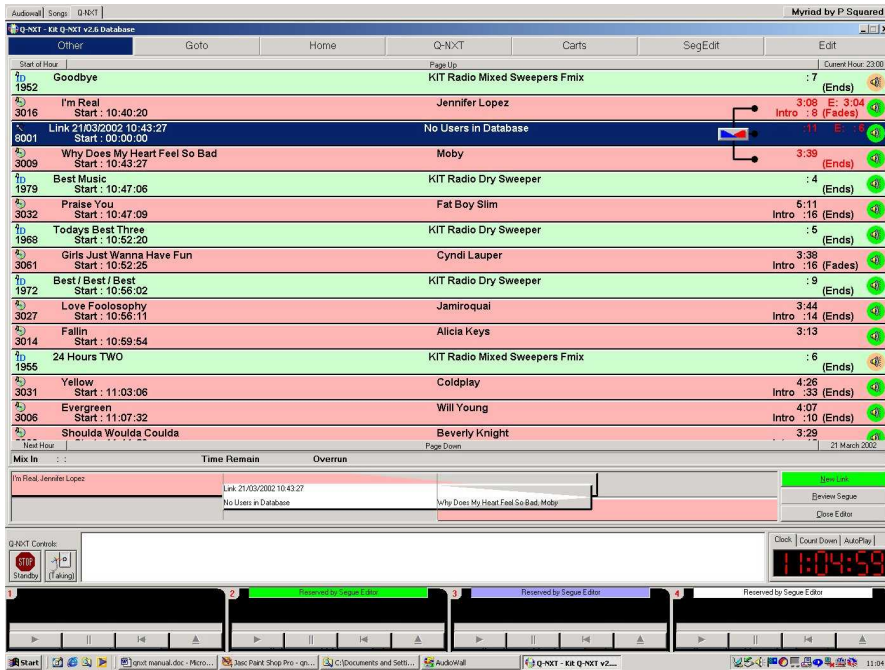 Audiowall Songs Q-NXT Myriad by P Squared
Q-NXT - Kit Q-NXT v2.6 Database
Other Goto Home Q-NXT Carts SegEdit Edit
Start of Hour Page Up Current Hour: 23:00
ID Goodbye KIT Radio Mixed Sweepers Fmix :7
1952 (Ends)
I'm Real Jennifer Lopez 3:08 E: 3:04
3016 Start : 10:40:20 Intro :8 (Fades)
Link 21/03/2002 10:43:27 No Users in Database :11 E: :6
8001 Start : 00:00:00
Why Does My Heart Feel So Bad Moby 3:39
3009 Start : 10:43:27 (Ends)
ID Best Music KIT Radio Dry Sweeper :4
1979 Start : 10:47:06 (Ends)
Praise You Fat Boy Slim 5:11
3032 Start : 10:47:09 Intro :16 (Ends)
ID Todays Best Three KIT Radio Dry Sweeper :5
1968 Start : 10:52:20 (Ends)
Girls Just Wanna Have Fun Cyndi Lauper 3:38
3061 Start : 10:52:25 Intro :16 (Fades)
ID Best / Best / Best KIT Radio Dry Sweeper :9
1972 Start : 10:56:02 (Ends)
Love Foolosophy Jamiroquai 3:44
3027 Start : 10:56:11 Intro :14 (Ends)
Fallin Alicia Keys 3:13
3014 Start : 10:59:54
ID 24 Hours TWO KIT Radio Mixed Sweepers Fmix :6
1955 (Ends)
Yellow Coldplay 4:26
3031 Start : 11:03:06 Intro :33 (Ends)
Evergreen Will Young 4:07
3006 Start : 11:07:32 Intro :10 (Ends)
Shoulda Woulda Coulda Beverly Knight 3:29
Next Hour Page Down 21 March 2002
Mix In : : Time Remain Overrun
I'm Real, Jennifer Lopez New Link
Link 21/03/2002 10:43:27
No Users in Database Why Does My Heart Feel So Bad, Moby Review Segue
Close Editor
Q-NXT Controls: Clock Count Down AutoPlay
STOP
Standby (Talking) 11:04:59
1 2 Reserved by Segue Editor 3 Reserved by Segue Editor 4 Reserved by Segue Editor
Start qnxt manual.doc - Micro... Jasc Paint Shop Pro - qn... C:\Documents and Setti... AudioWall Q-NXT - Kit Q-NXT v2.... 11:04